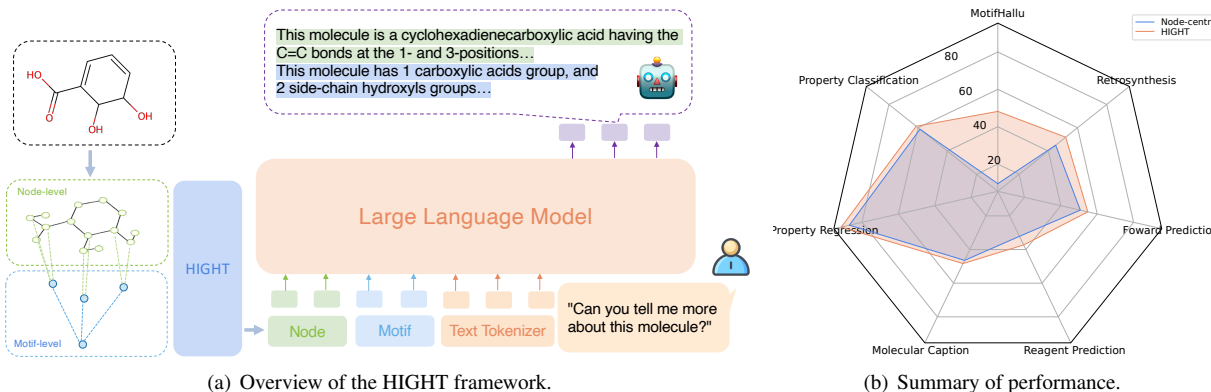 This molecule is a cyclohexadienecarboxylic acid having the
C=C bonds at the 1- and 3-positions…
This molecule has 1 carboxylic acids group, and
2 side-chain hydroxyls groups…
HO
O
OH
OH
Node-level
Motif-level
HIGHT
Large Language Model
Node
Motif
Text Tokenizer
"Can you tell me more
about this molecule?"
(a) Overview of the HIGHT framework.
MotifHallu
Node-centr
HIGHT
Property Classification
Retrosynthesis
80
60
40
20
Property Regression
Foward Prediction
Molecular Caption
Reagent Prediction
(b) Summary of performance.